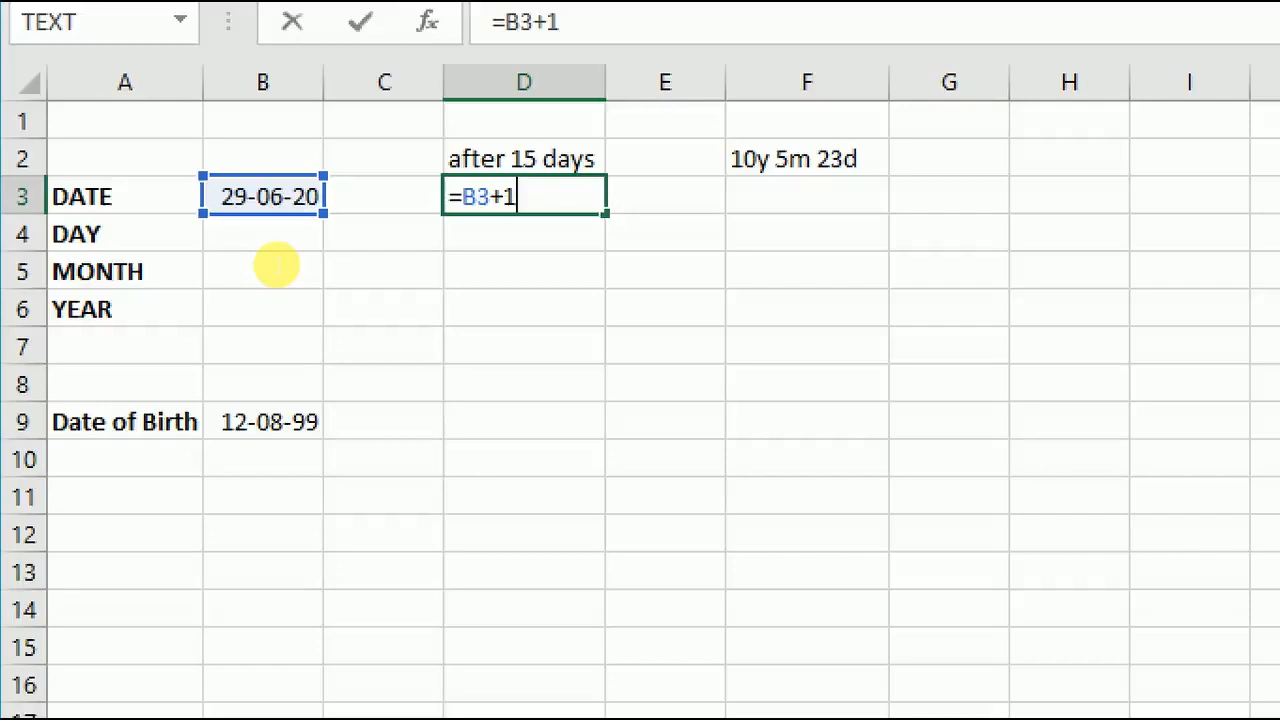 TEXT fx =B3+1
A B C D E F G H I
1
2 after 15 days 10y 5m 23d
3 DATE 29-06-20 =B3+1
4 DAY
5 MONTH
6 YEAR
7
8
9 Date of Birth 12-08-99
10
11
12
13
14
15
16
17